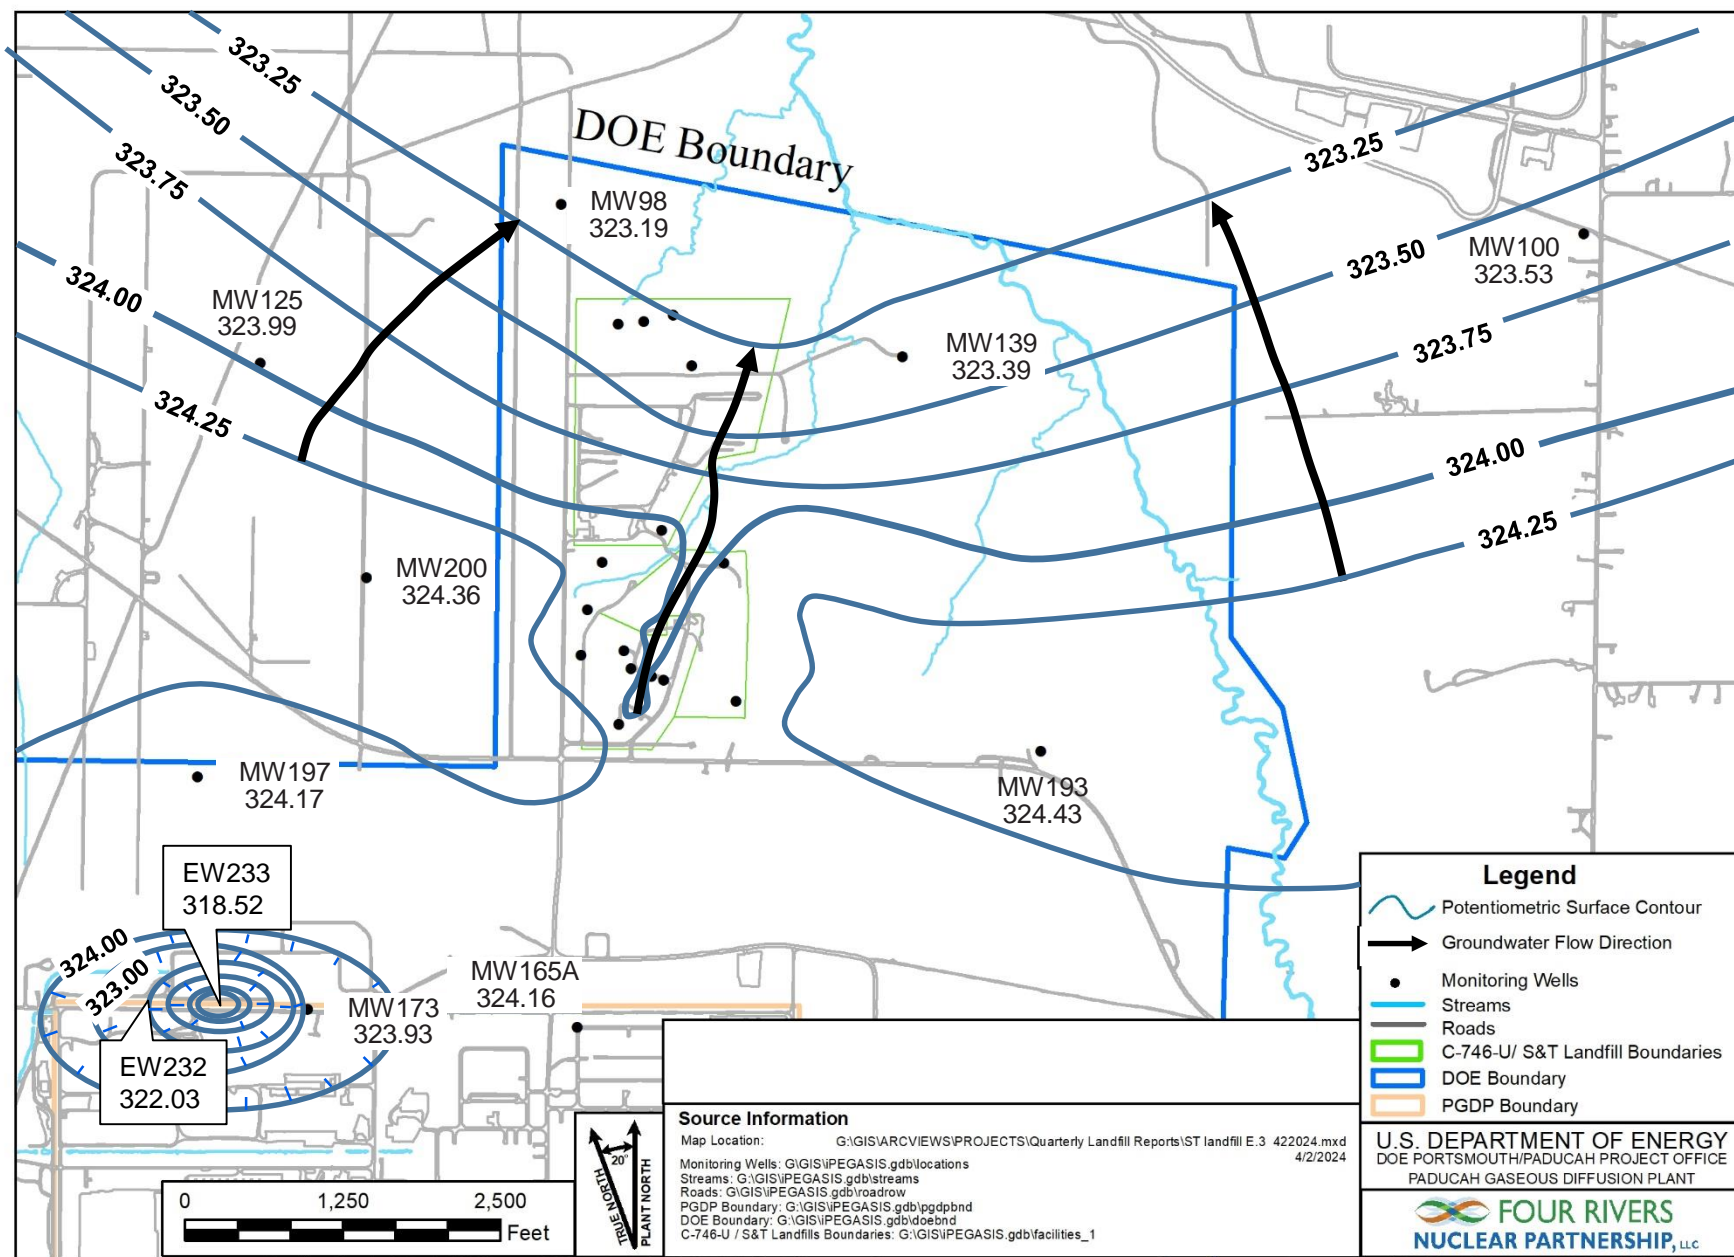 323.25
323.50
323.75
324.00
324.25
DOE Boundary
MW98
323.19
323.25
323.50
323.75
324.00
324.25
MW100
323.53
MW125
323.99
MW139
323.39
MW200
324.36
MW197
324.17
MW193
324.43
EW233
318.52
324.00
323.00
MW165A
324.16
MW173
323.93
EW232
322.03
Legend
Potentiometric Surface Contour
Groundwater Flow Direction
Monitoring Wells
Streams
Roads
C-746-U/ S&T Landfill Boundaries
DOE Boundary
PGDP Boundary
0 1,250 2,500
Feet
20°
TRUE NORTH
PLANT NORTH
Source Information
Map Location: G:\GIS\ARCVIEWS\PROJECTS\Quarterly Landfill Reports\ST landfill E.3 422024.mxd
4/2/2024
Monitoring Wells: G\GIS\iPEGASIS.gdb\locations
Streams: G:\GIS\iPEGASIS.gdb\streams
Roads: G\GIS\iPEGASIS.gdb\roadrow
PGDP Boundary: G:\GIS\iPEGASIS.gdb\pgdpbnd
DOE Boundary: G:\GIS\iPEGASIS.gdb\doebnd
C-746-U / S&T Landfills Boundaries: G:\GIS\iPEGASIS.gdb\facilities_1
U.S. DEPARTMENT OF ENERGY
DOE PORTSMOUTH/PADUCAH PROJECT OFFICE
PADUCAH GASEOUS DIFFUSION PLANT
FOUR RIVERS
NUCLEAR PARTNERSHIP, LLC